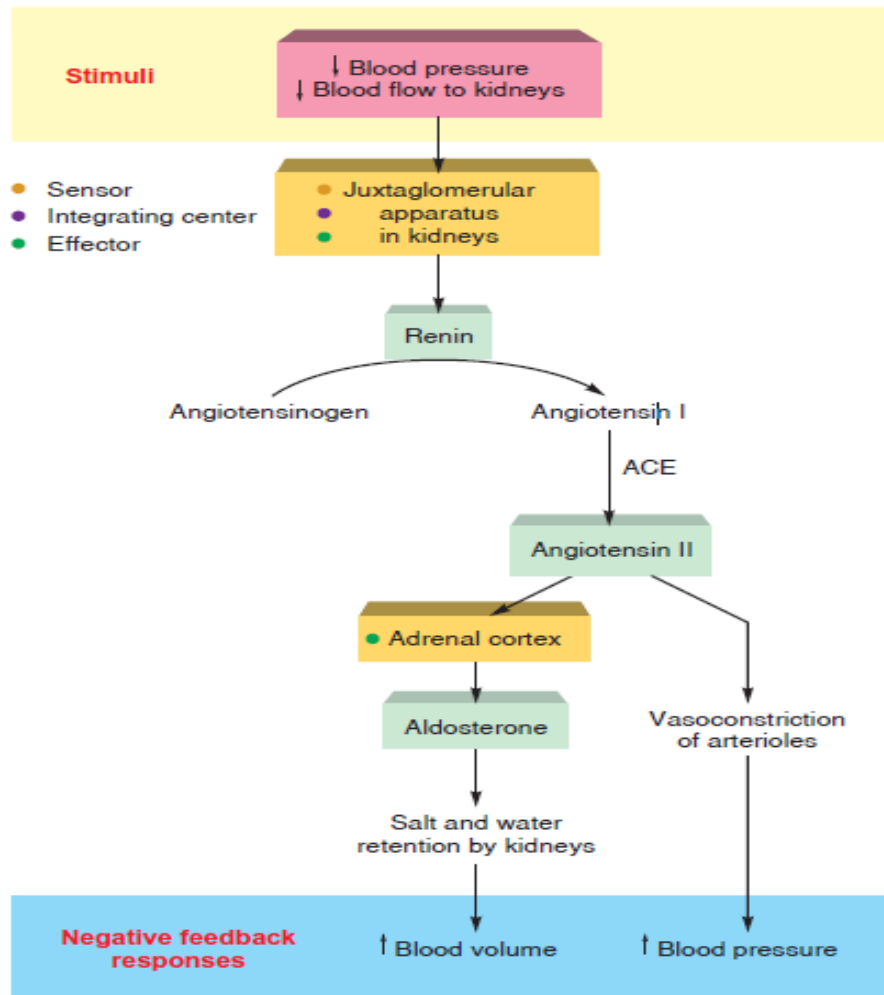 Stimuli
↓ Blood pressure
↓ Blood flow to kidneys
Sensor
Integrating center
Effector
Juxtaglomerular
apparatus
in kidneys
Renin
Angiotensinogen
Angiotensin I
ACE
Angiotensin II
Adrenal cortex
Aldosterone
Vasoconstriction
of arterioles
Salt and water
retention by kidneys
Negative feedback
responses
↑ Blood volume
↑ Blood pressure